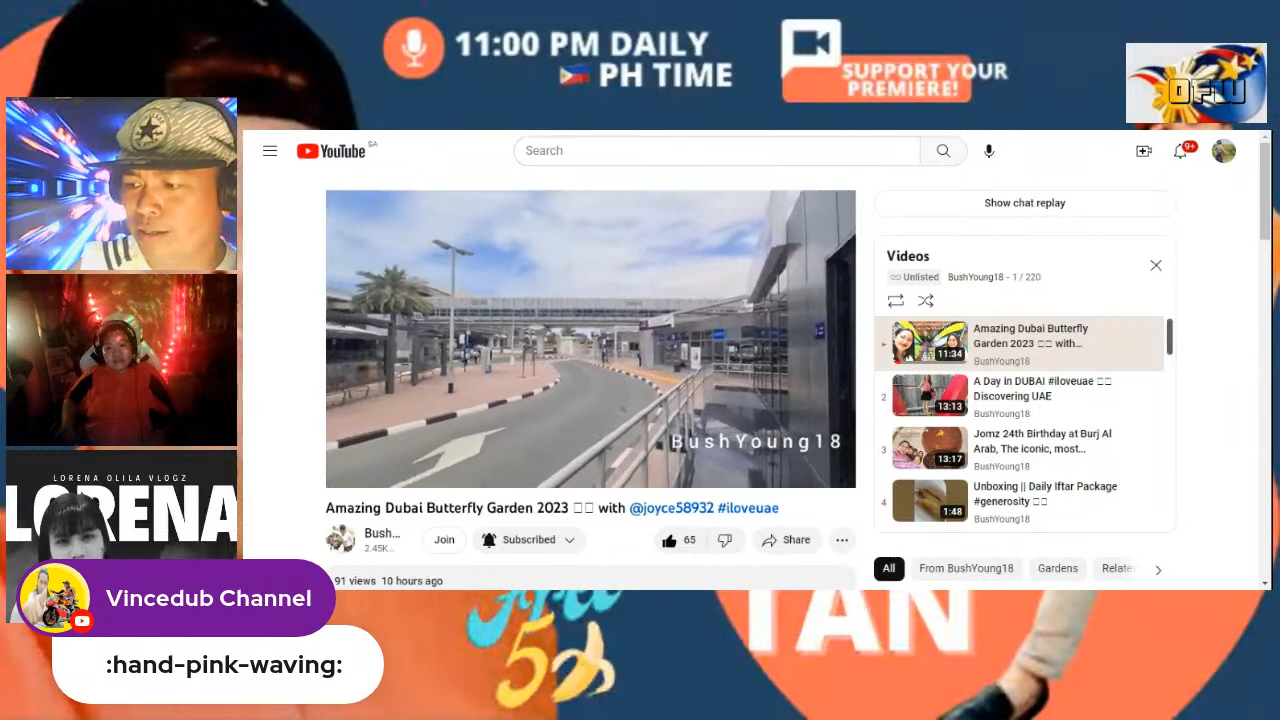 11:00 PM DAILY
PH TIME
SUPPORT YOUR
PREMIERE!
OFW
YouTube
SA
Search
9+
BushYoung18
Amazing Dubai Butterfly Garden 2023 with @joyce58932 #iloveuae
Bush...
2.45K...
Join
Subscribed
65
Share
91 views 10 hours ago
Show chat replay
Videos
Unlisted BushYoung18 - 1 / 220
11:34
Amazing Dubai Butterfly
Garden 2023 with...
BushYoung18
2
13:13
A Day in DUBAI #iloveuae
Discovering UAE
BushYoung18
3
13:17
Jomz 24th Birthday at Burj Al
Arab, The iconic, most...
BushYoung18
4
1:48
Unboxing || Daily Iftar Package
#generosity
BushYoung18
All
From BushYoung18
Gardens
Relate
LORENA OLILA VLOGZ
LORENA
Vincedub Channel
:hand-pink-waving:
5
TAN